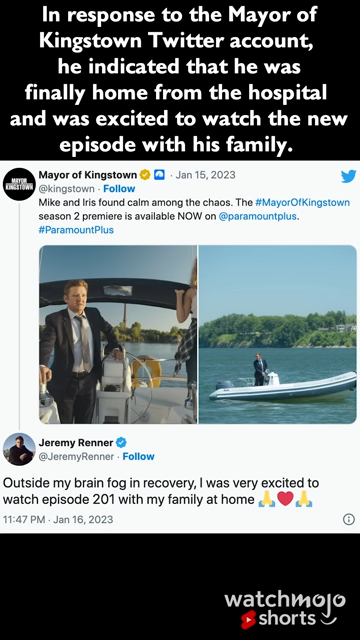 In response to the Mayor of
Kingstown Twitter account,
he indicated that he was
finally home from the hospital
and was excited to watch the new
episode with his family.
MAYOR OF
KINGSTOWN
Mayor of Kingstown · Jan 15, 2023
@kingstown · Follow
Mike and Iris found calm among the chaos. The #MayorOfKingstown
season 2 premiere is available NOW on @paramountplus.
#ParamountPlus
Jeremy Renner
@JeremyRenner · Follow
Outside my brain fog in recovery, I was very excited to
watch episode 201 with my family at home 🙏❤️🙏
11:47 PM · Jan 16, 2023
watchmojo
shorts